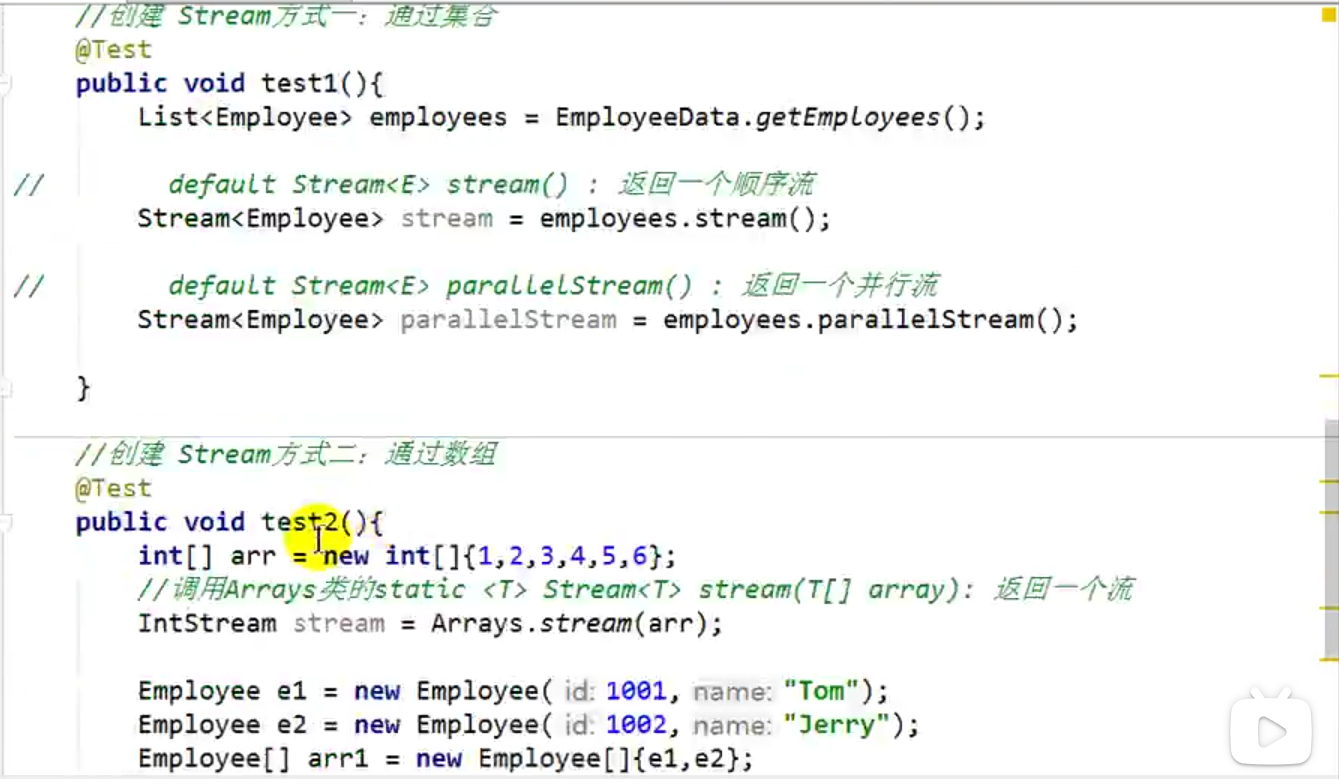 //创建 Stream方式一：通过集合
@Test
public void test1(){
List<Employee> employees = EmployeeData.getEmployees();
// default Stream<E> stream() : 返回一个顺序流
Stream<Employee> stream = employees.stream();
// default Stream<E> parallelStream() : 返回一个并行流
Stream<Employee> parallelStream = employees.parallelStream();
}
//创建 Stream方式二：通过数组
@Test
public void test2(){
int[] arr = new int[]{1,2,3,4,5,6};
//调用Arrays类的static <T> Stream<T> stream(T[] array): 返回一个流
IntStream stream = Arrays.stream(arr);
Employee e1 = new Employee( id: 1001, name: "Tom");
Employee e2 = new Employee( id: 1002, name: "Jerry");
Employee[] arr1 = new Employee[]{e1,e2};